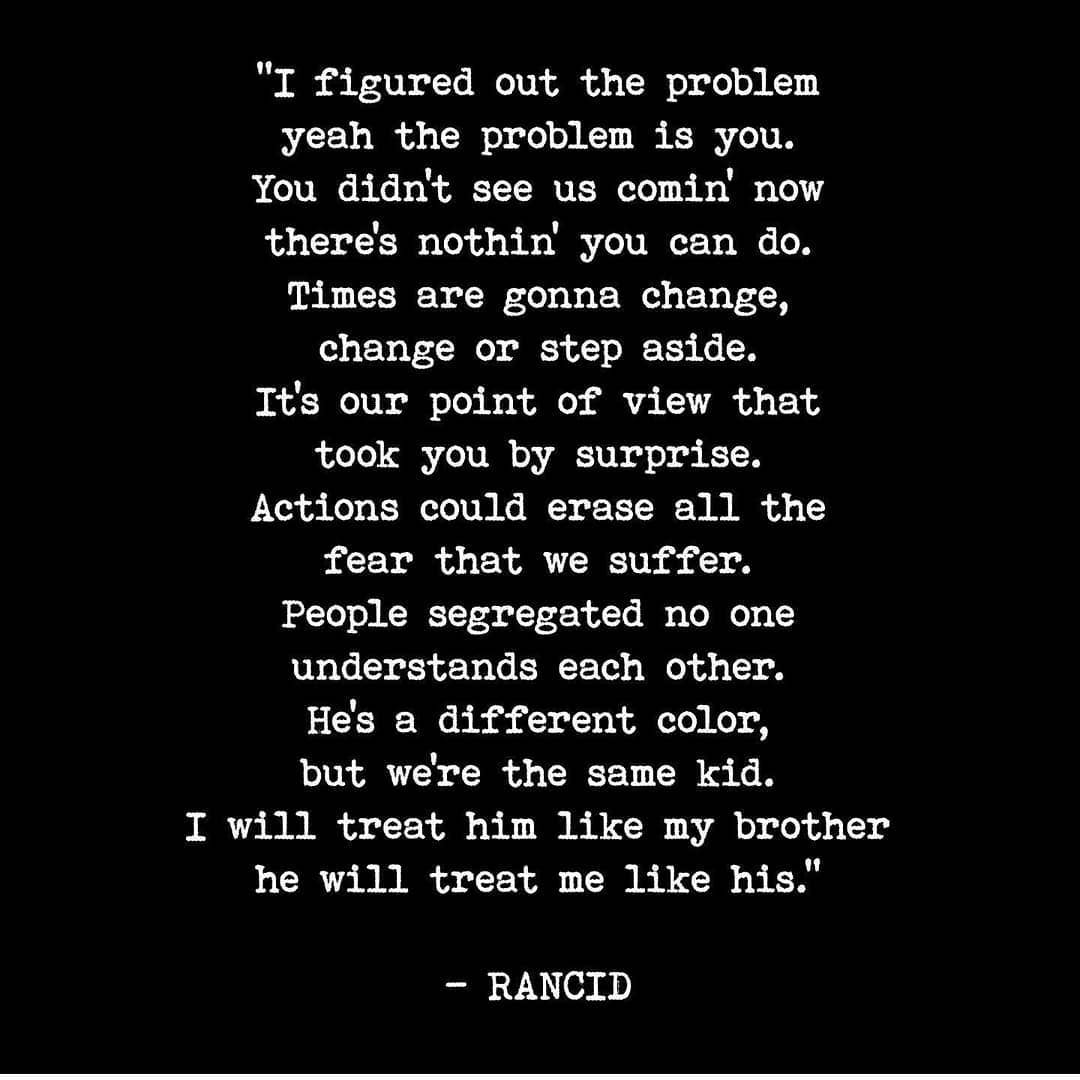 "I figured out the problem
yeah the problem is you.
You didn't see us comin' now
there's nothin' you can do.
Times are gonna change,
change or step aside.
It's our point of view that
took you by surprise.
Actions could erase all the
fear that we suffer.
People segregated no one
understands each other.
He's a different color,
but we're the same kid.
I will treat him like my brother
he will treat me like his."
- RANCID